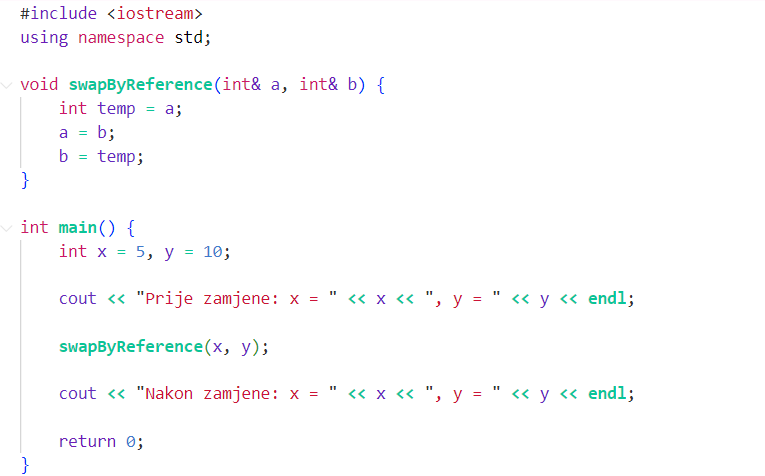 #include <iostream>
using namespace std;
void swapByReference(int& a, int& b) {
    int temp = a;
    a = b;
    b = temp;
}
int main() {
    int x = 5, y = 10;
    cout << "Prije zamjene: x = " << x << ", y = " << y << endl;
    swapByReference(x, y);
    cout << "Nakon zamjene: x = " << x << ", y = " << y << endl;
    return 0;
}